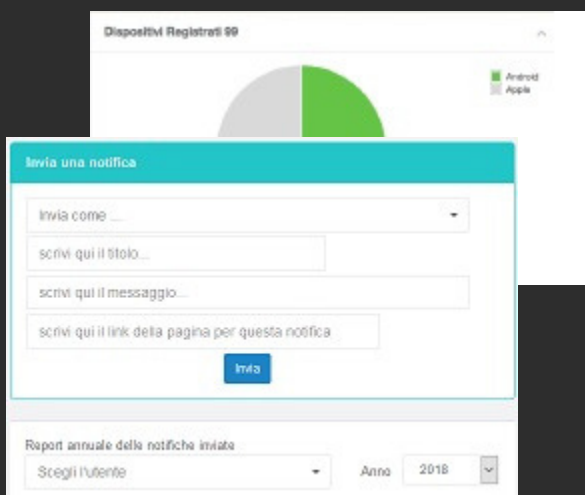 Dispositivi Registrati 99
Android
Apple
Invia una notifica
Invia come ...
scrivi qui il titolo...
scrivi qui il messaggio...
scrivi qui il link della pagina per questa notifica
Invia
Report annuale delle notifiche inviate
Scegli l'utente
Anno
2018